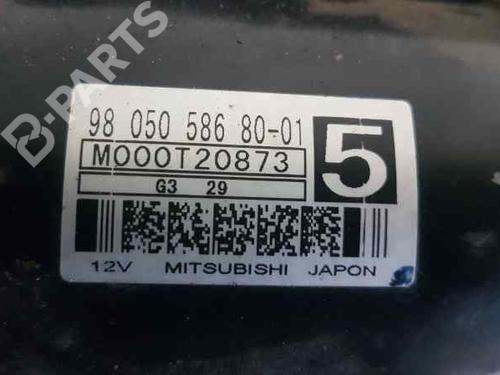 B-PARTS
98 050 586 80-01
M000T20873
5
G3 29
12V MITSUBISHI JAPON